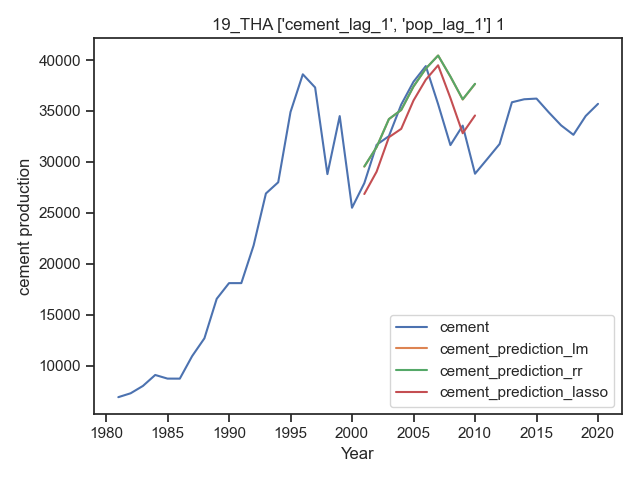 19_THA ['cement_lag_1', 'pop_lag_1'] 1
40000
35000
30000
25000
20000
15000
10000
cement production
cement
cement_prediction_lm
cement_prediction_rr
cement_prediction_lasso
1980 1985 1990 1995 2000 2005 2010 2015 2020
Year